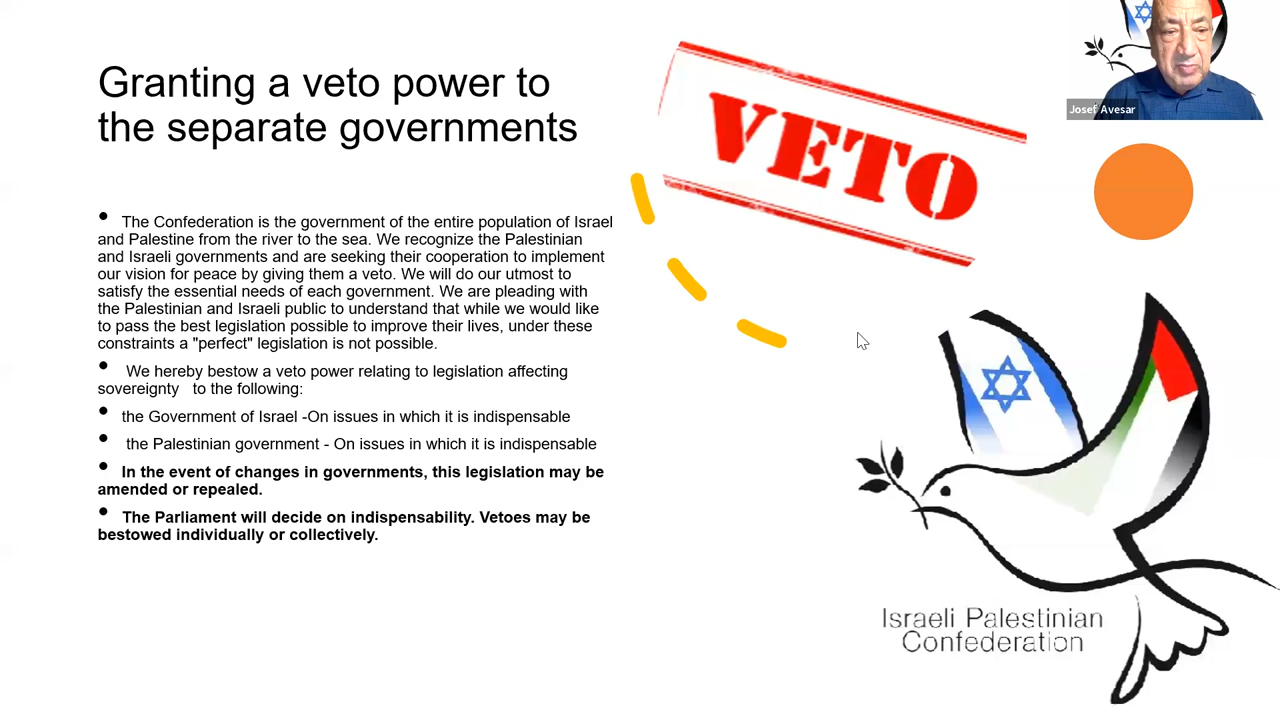 Granting a veto power to
the separate governments
VETO
Josef Avesar
• The Confederation is the government of the entire population of Israel
and Palestine from the river to the sea. We recognize the Palestinian
and Israeli governments and are seeking their cooperation to implement
our vision for peace by giving them a veto. We will do our utmost to
satisfy the essential needs of each government. We are pleading with
the Palestinian and Israeli public to understand that while we would like
to pass the best legislation possible to improve their lives, under these
constraints a "perfect" legislation is not possible.
• We hereby bestow a veto power relating to legislation affecting
sovereignty to the following:
• the Government of Israel -On issues in which it is indispensable
• the Palestinian government - On issues in which it is indispensable
• In the event of changes in governments, this legislation may be
amended or repealed.
• The Parliament will decide on indispensability. Vetoes may be
bestowed individually or collectively.
Israeli Palestinian
Confederation